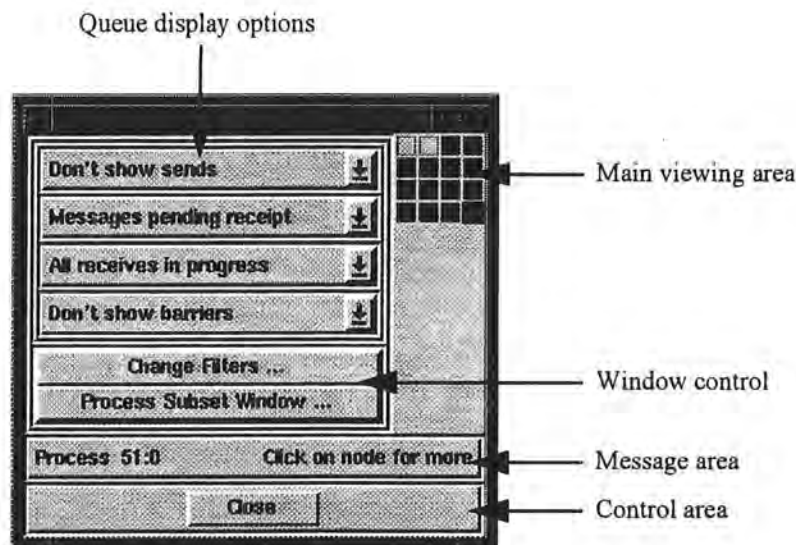 Queue display options
Don't show sends
Main viewing area
Messages pending receipt
All receives in progress
Don't show barriers
Change Filters ...
Window control
Process Subset Window ...
Process 51:0
Click on node for more
Message area
Close
Control area